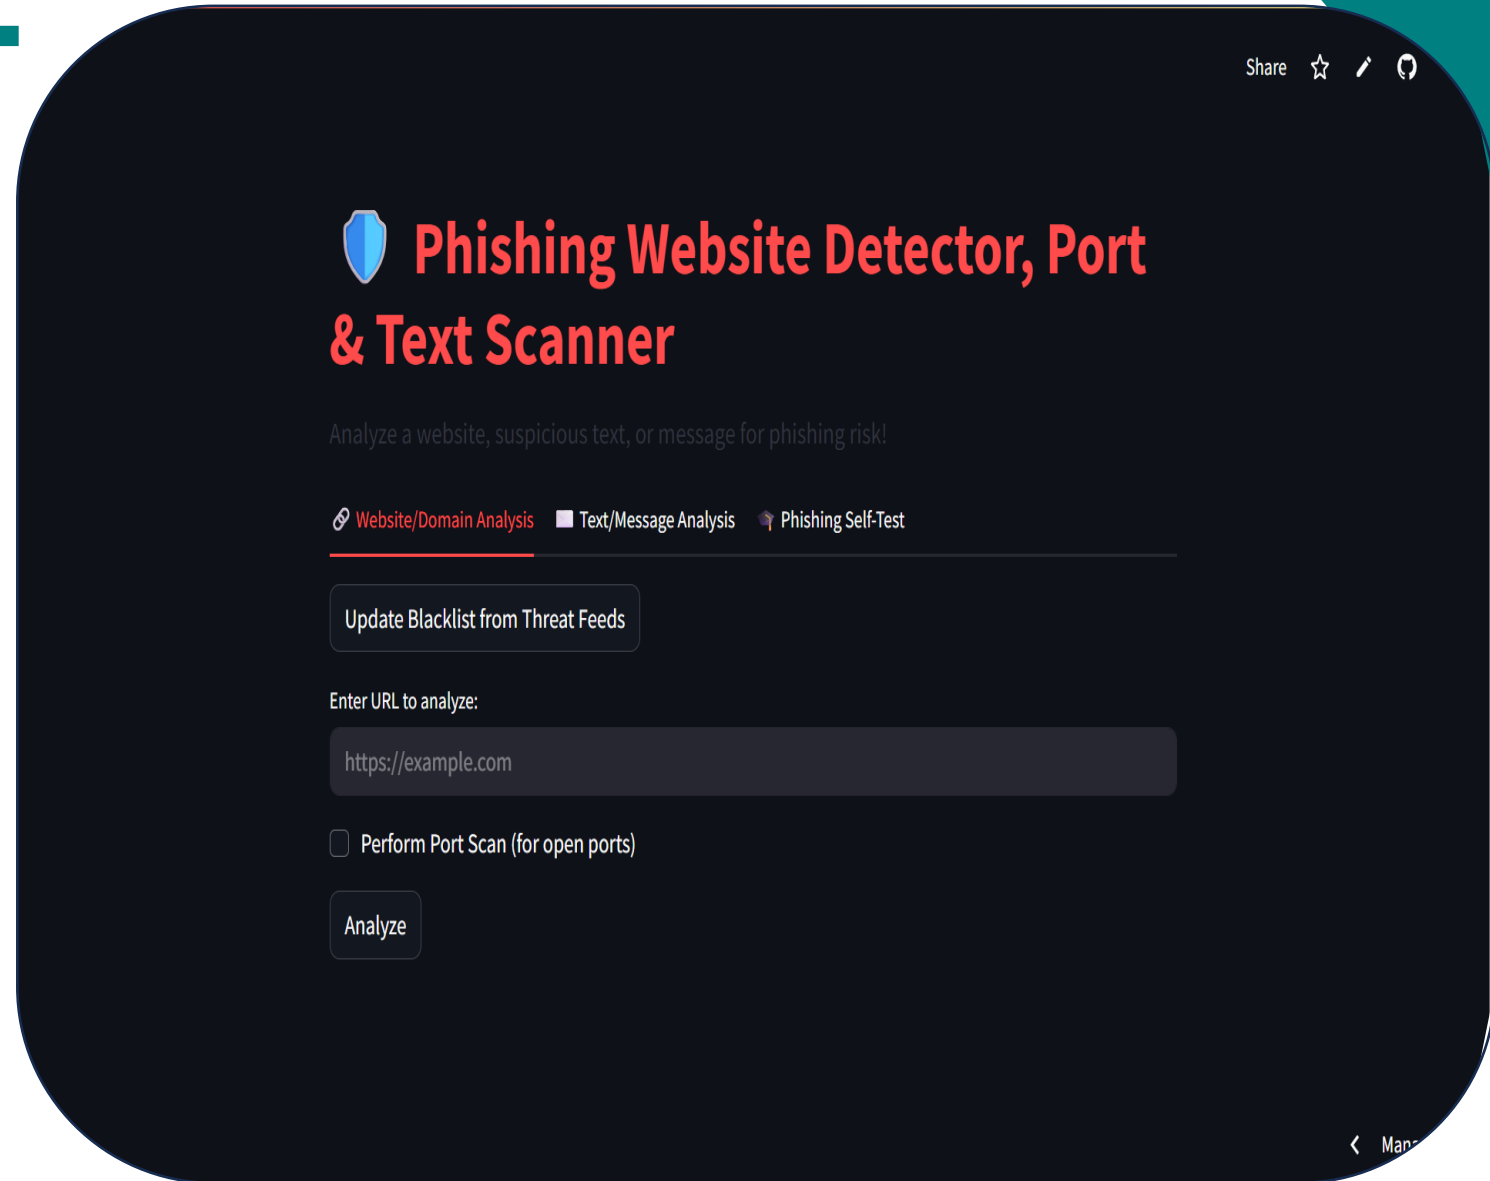 Share
Phishing Website Detector, Port
& Text Scanner
Analyze a website, suspicious text, or message for phishing risk!
Website/Domain Analysis Text/Message Analysis Phishing Self-Test
Update Blacklist from Threat Feeds
Enter URL to analyze:
https://example.com
Perform Port Scan (for open ports)
Analyze